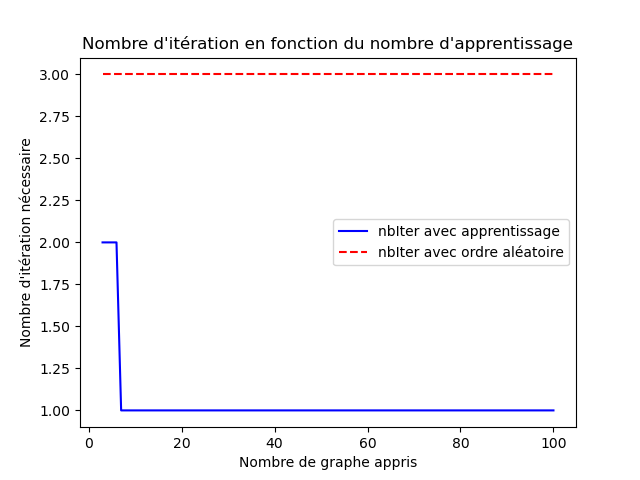 Nombre d'itération en fonction du nombre d'apprentissage
3.00
2.75
2.50
2.25
2.00
1.75
1.50
1.25
1.00
Nombre d'itération nécessaire
nbIter avec apprentissage
nbIter avec ordre aléatoire
0 20 40 60 80 100
Nombre de graphe appris